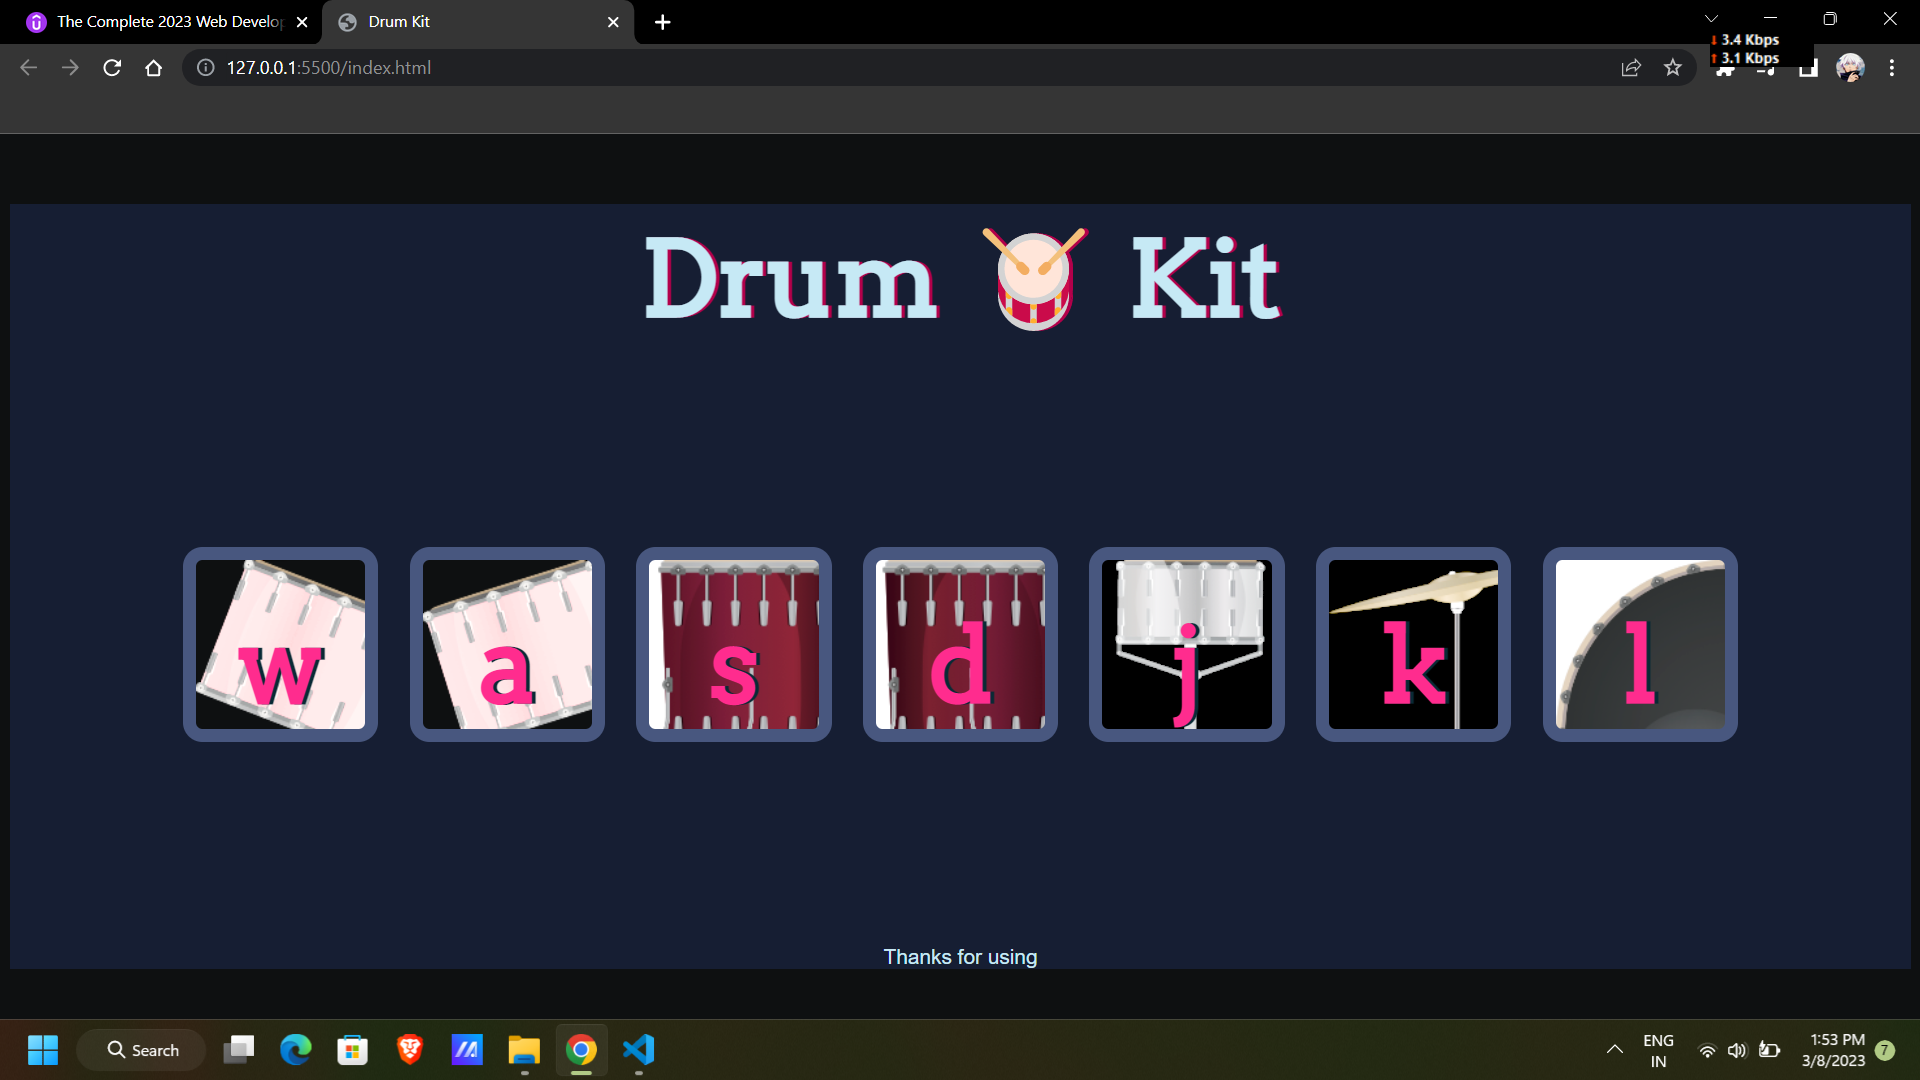 The Complete 2023 Web Develop
Drum Kit
3.4 Kbps
3.1 Kbps
127.0.0.1:5500/index.html
Drum Kit
w a s d j k l
Thanks for using
Search
ENG
IN
1:53 PM
3/8/2023
7